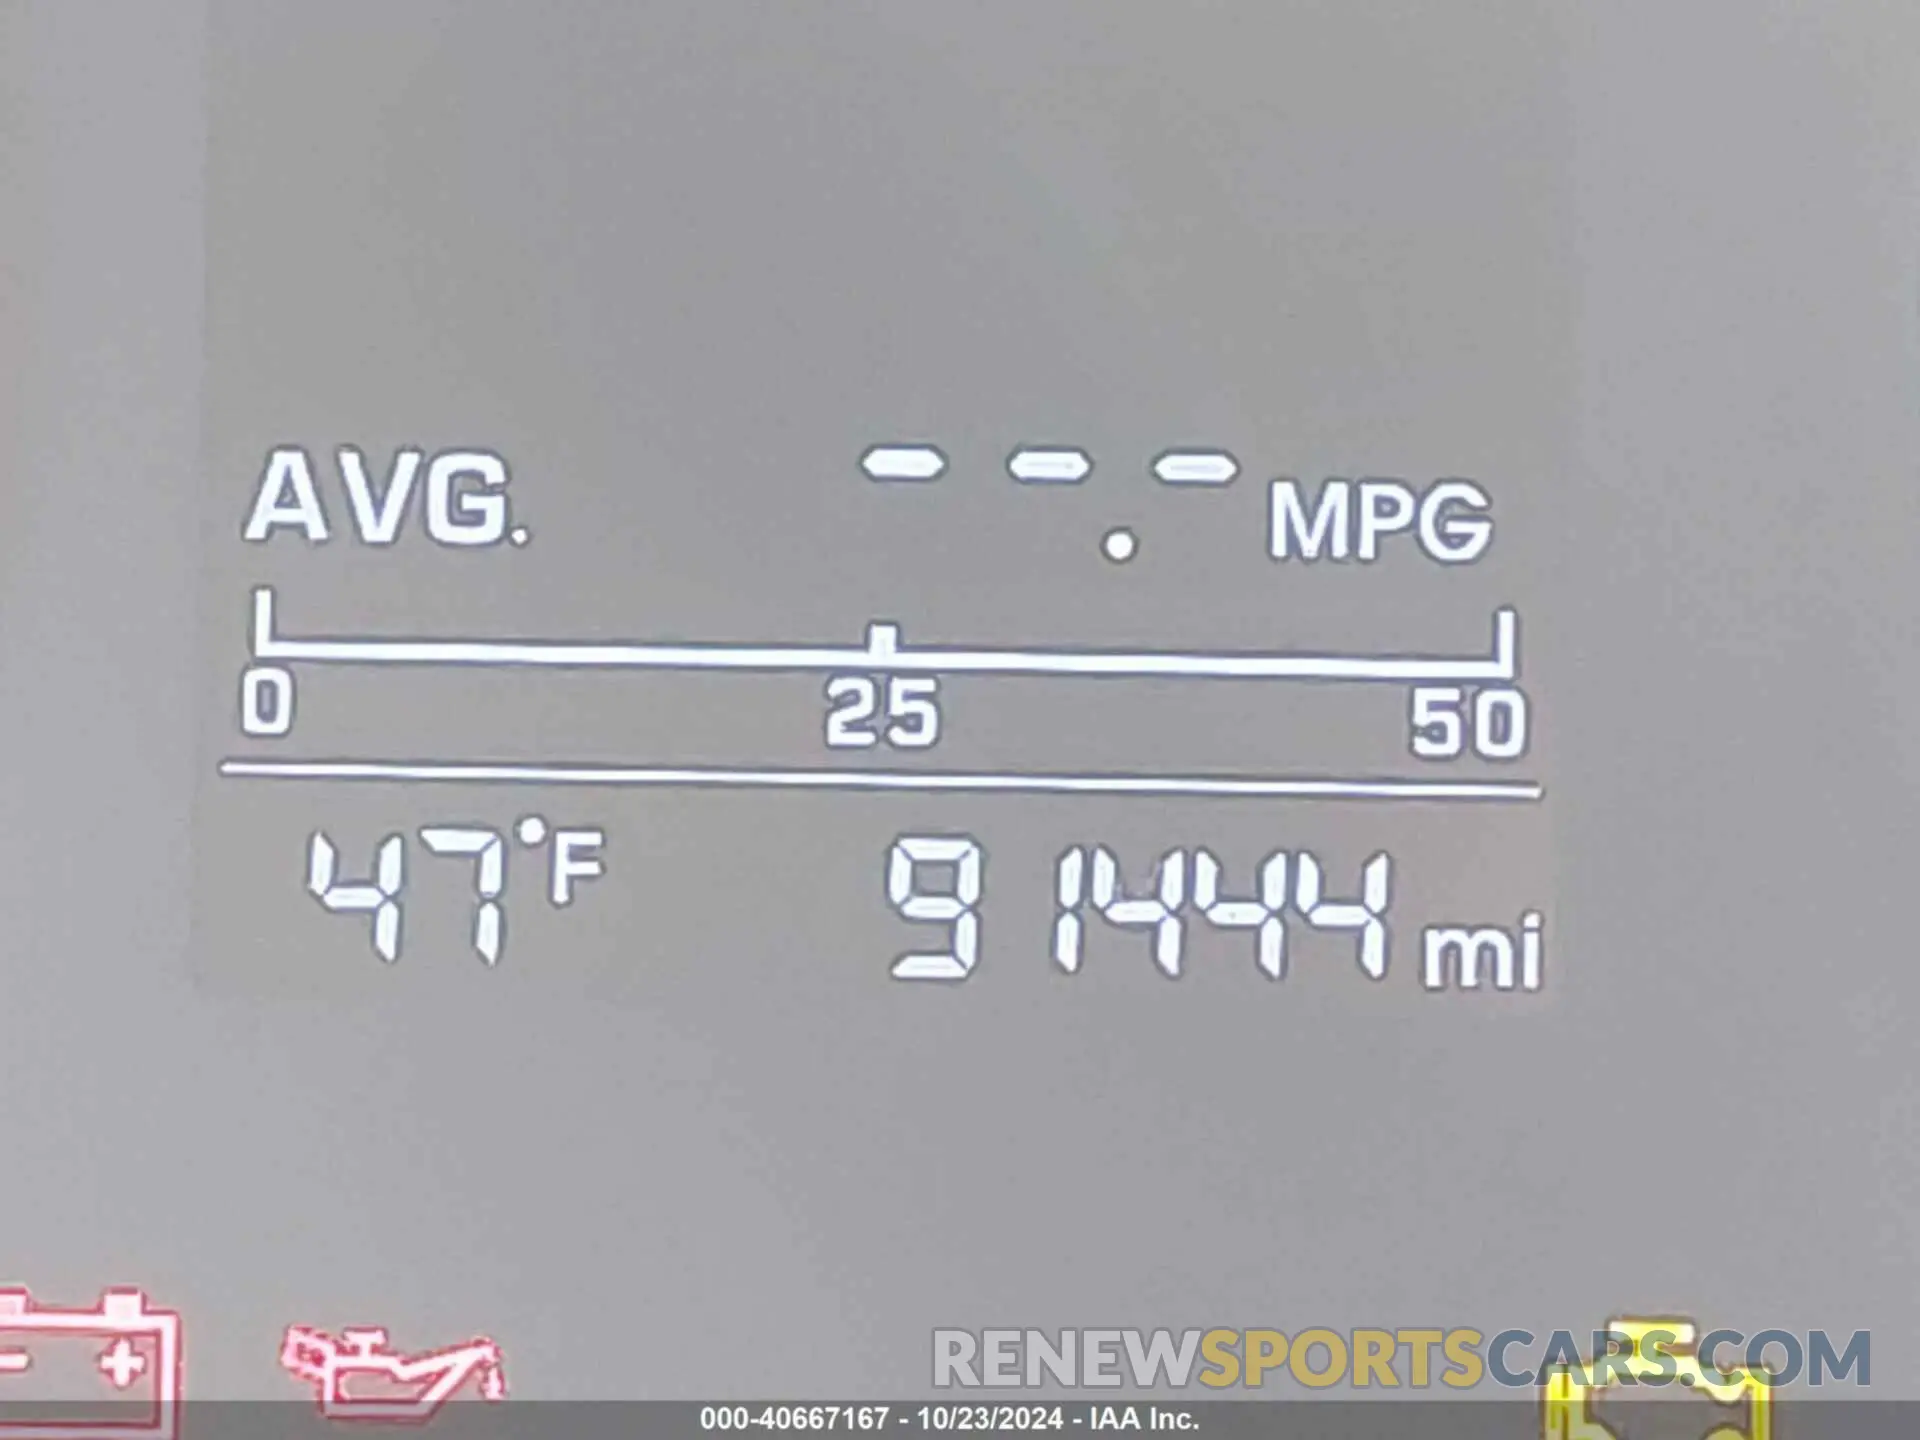 AVG. --.- MPG
0 25 50
47°F 91444 mi
RENEWSPORTSCARS.COM
000-40667167 - 10/23/2024 - IAA Inc.